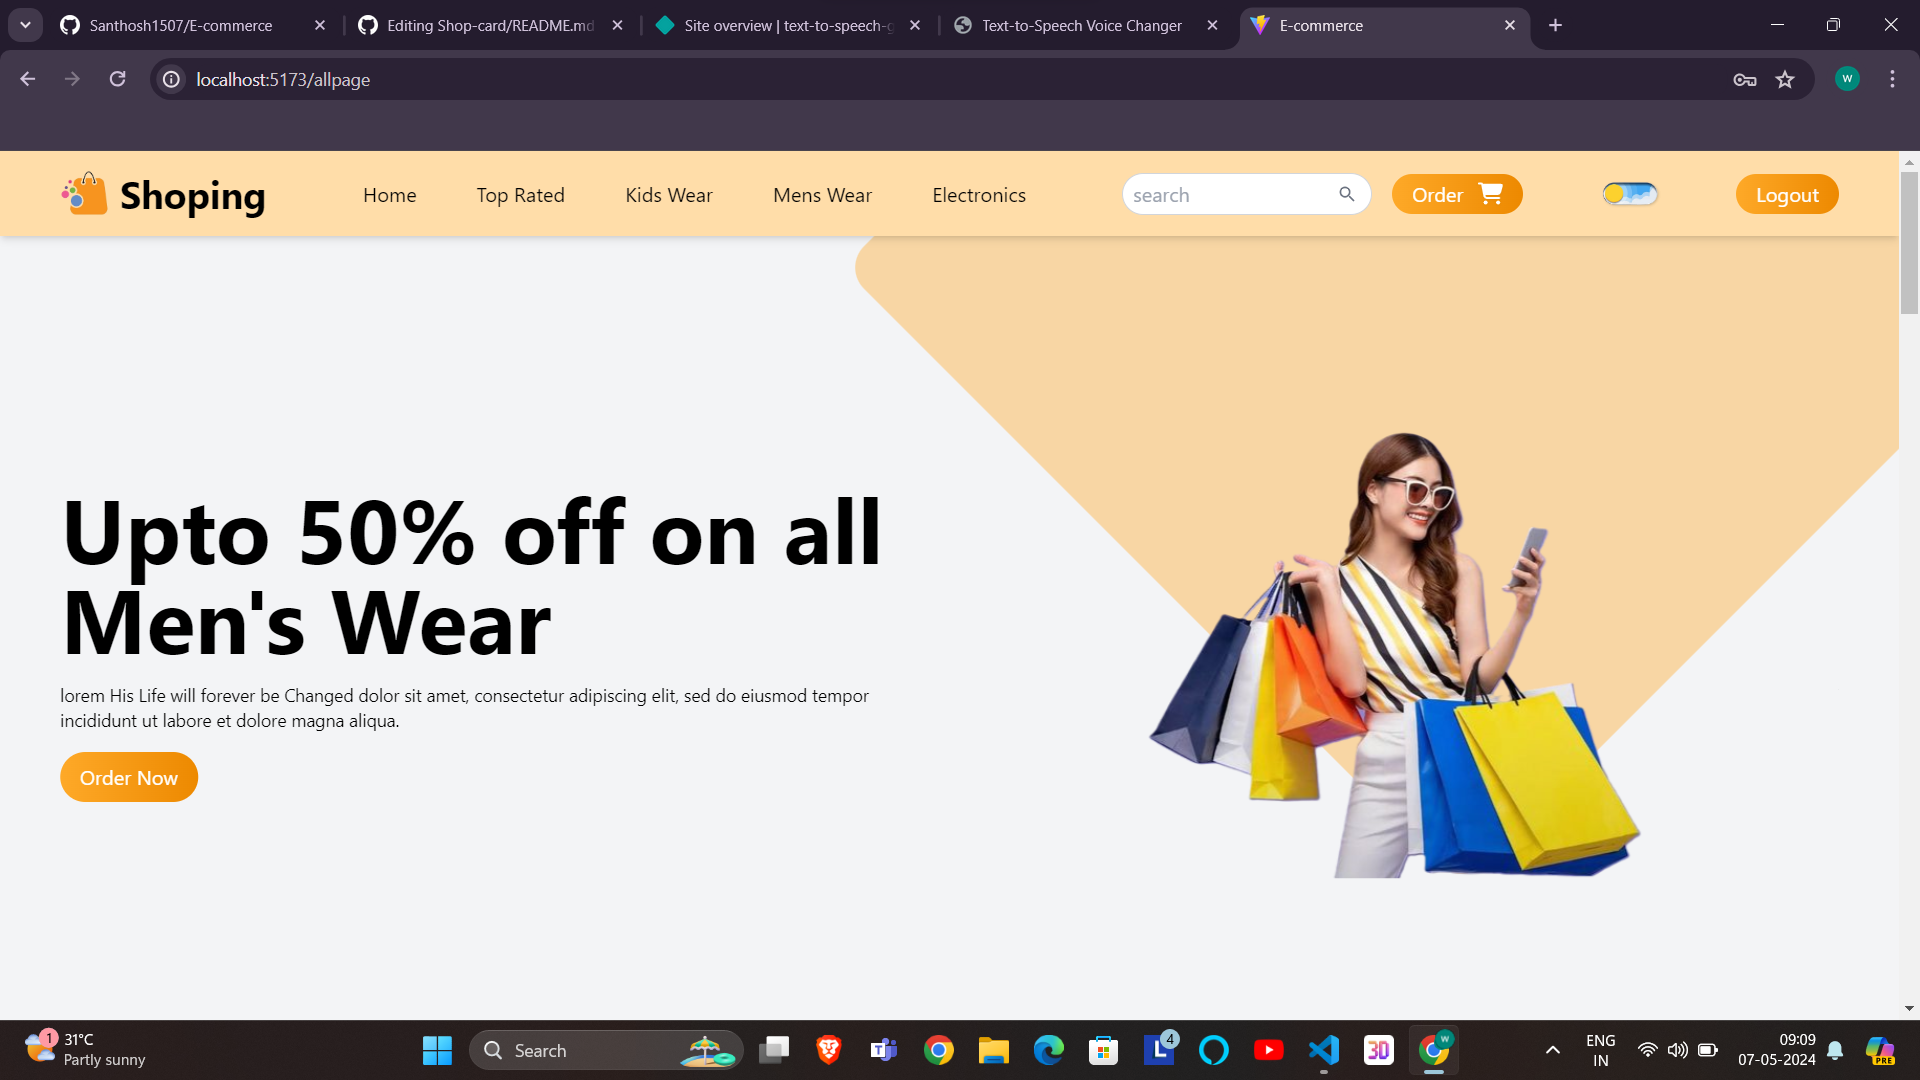 Santhosh1507/E-commerce
Editing Shop-card/README.md
Site overview | text-to-speech-g
Text-to-Speech Voice Changer
E-commerce
localhost:5173/allpage
W
Shoping
Home
Top Rated
Kids Wear
Mens Wear
Electronics
search
Order
Logout
Upto 50% off on all
Men's Wear
lorem His Life will forever be Changed dolor sit amet, consectetur adipiscing elit, sed do eiusmod tempor
incididunt ut labore et dolore magna aliqua.
Order Now
1
31°C
Partly sunny
Search
L
4
3D
W
ENG
IN
09:09
07-05-2024
PRE